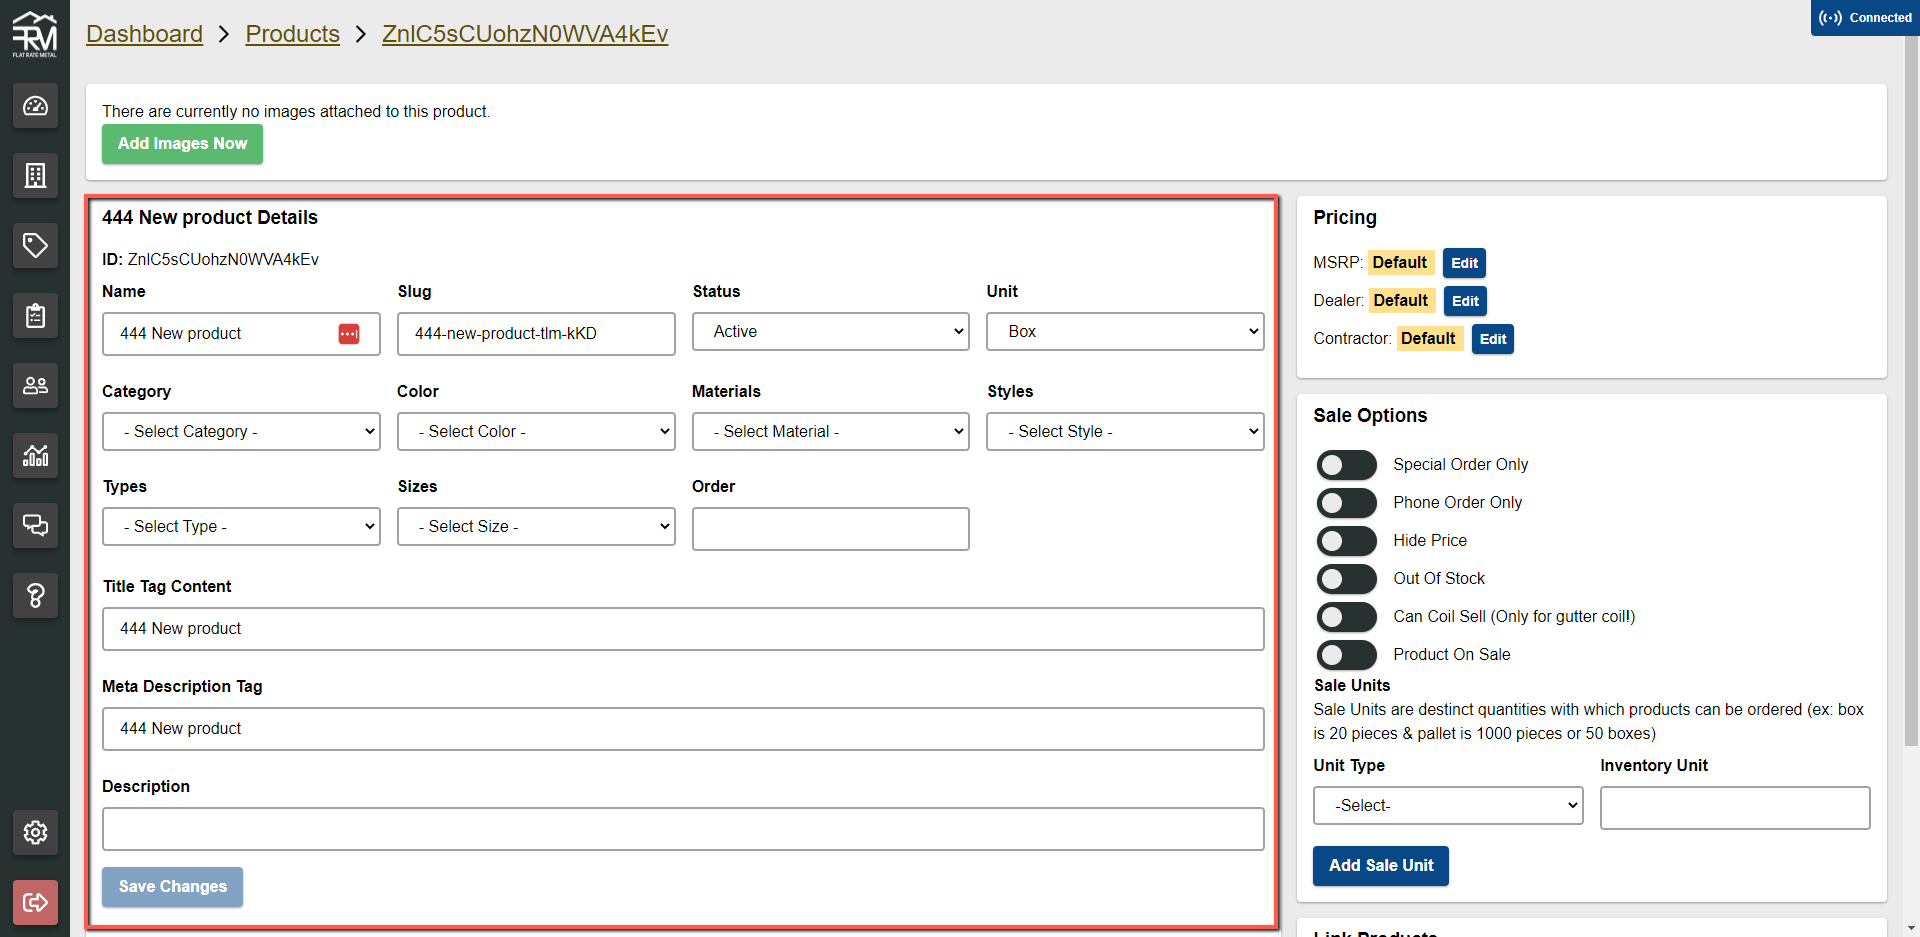 FRM
FLAT RATE METAL
Dashboard > Products > ZnIC5sCUohzN0WVA4kEv
Connected
There are currently no images attached to this product.
Add Images Now
444 New product Details
ID: ZnIC5sCUohzN0WVA4kEv
Name Slug Status Unit
444 New product 444-new-product-tlm-kKD Active Box
Category Color Materials Styles
- Select Category - - Select Color - - Select Material - - Select Style -
Types Sizes Order
- Select Type - - Select Size -
Title Tag Content
444 New product
Meta Description Tag
444 New product
Description
Save Changes
Pricing
MSRP: Default Edit
Dealer: Default Edit
Contractor: Default Edit
Sale Options
Special Order Only
Phone Order Only
Hide Price
Out Of Stock
Can Coil Sell (Only for gutter coil!)
Product On Sale
Sale Units
Sale Units are destinct quantities with which products can be ordered (ex: box
is 20 pieces & pallet is 1000 pieces or 50 boxes)
Unit Type Inventory Unit
-Select-
Add Sale Unit
Link Products